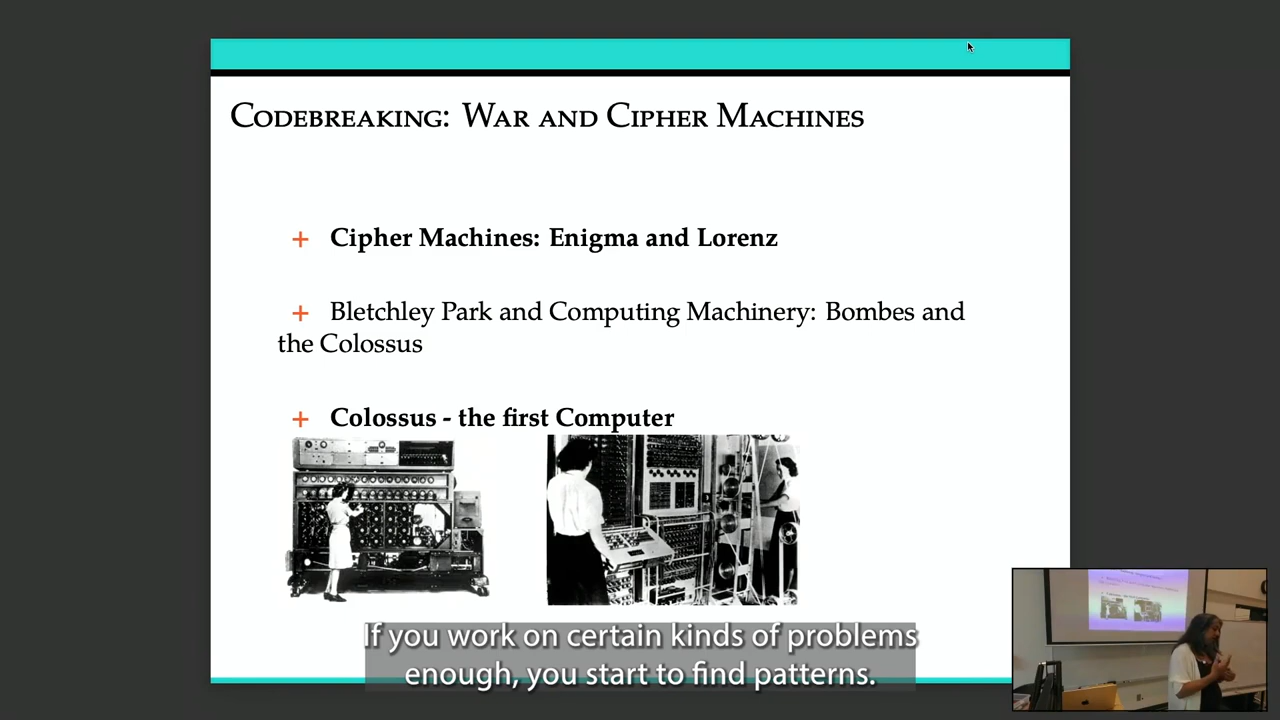 Codebreaking: War and Cipher Machines
+ Cipher Machines: Enigma and Lorenz
+ Bletchley Park and Computing Machinery: Bombes and
the Colossus
+ Colossus - the first Computer
If you work on certain kinds of problems
enough, you start to find patterns.